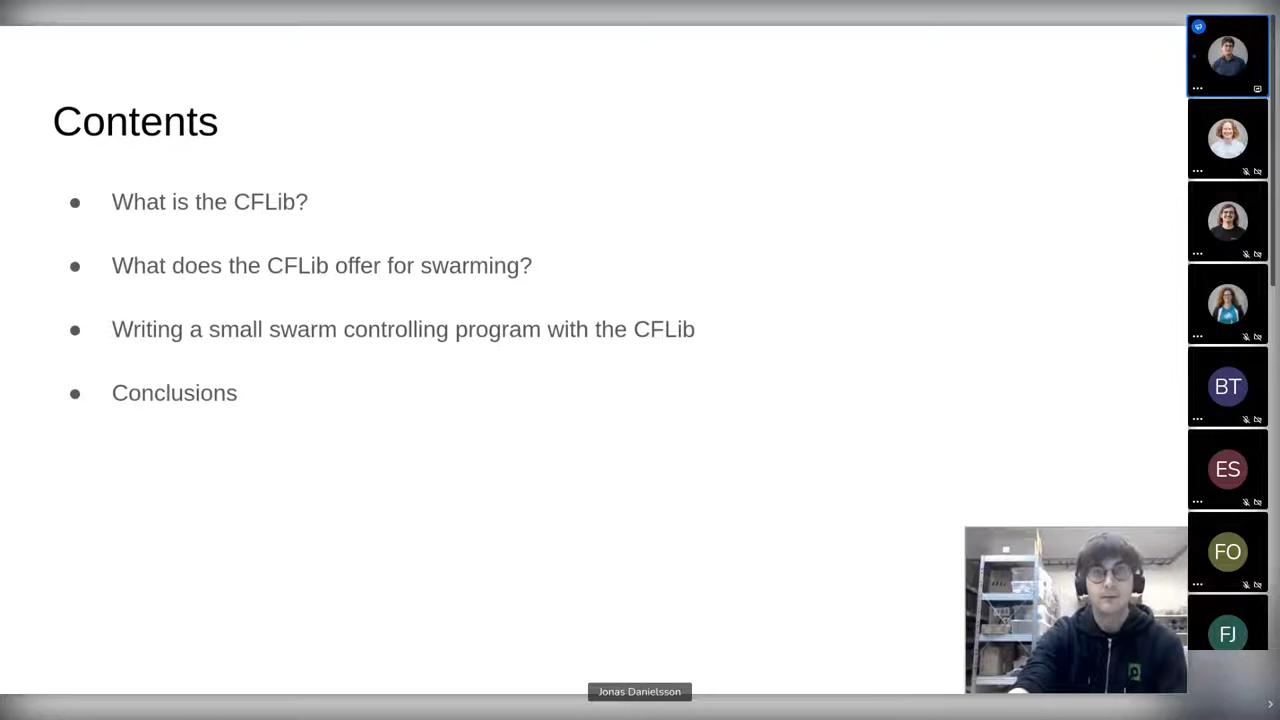 Contents
● What is the CFLib?
● What does the CFLib offer for swarming?
● Writing a small swarm controlling program with the CFLib
● Conclusions
BT
ES
FO
FJ
Jonas Danielsson